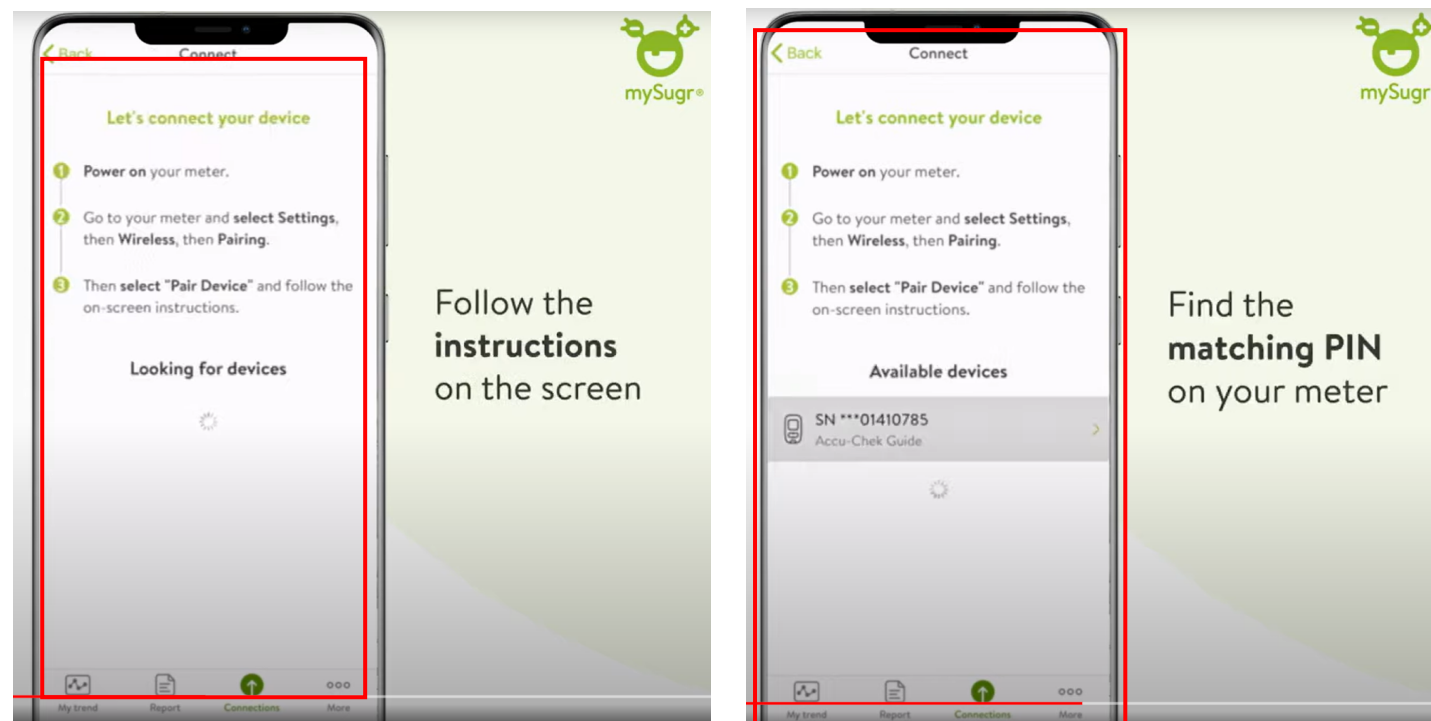 Back
Connect
Let's connect your device
1 Power on your meter.
2 Go to your meter and select Settings,
then Wireless, then Pairing.
3 Then select "Pair Device" and follow the
on-screen instructions.
Looking for devices
My trend
Report
Connections
More
mySugr®
Follow the
instructions
on the screen
Back
Connect
Let's connect your device
1 Power on your meter.
2 Go to your meter and select Settings,
then Wireless, then Pairing.
3 Then select "Pair Device" and follow the
on-screen instructions.
Available devices
SN ***01410785
Accu-Chek Guide
My trend
Report
Connections
More
mySugr
Find the
matching PIN
on your meter